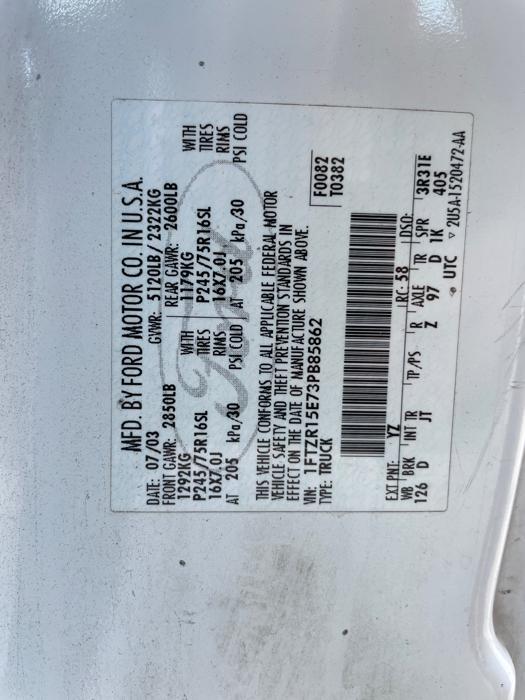 MFD. BY FORD MOTOR CO. IN U.S.A.
DATE: 07/03 GVWR: 5120LB / 2322KG
FRONT GAWR: 2850LB REAR GAWR: 2600LB
1292KG WITH 1179KG WITH
P245/75R16SL TIRES P245/75R16SL TIRES
16X7.0J RIMS 16X7.0J RIMS
AT 205 kPa/30 PSI COLD AT 205 kPa/30 PSI COLD
Ford
THIS VEHICLE CONFORMS TO ALL APPLICABLE FEDERAL MOTOR
VEHICLE SAFETY AND THEFT PREVENTION STANDARDS IN
EFFECT ON THE DATE OF MANUFACTURE SHOWN ABOVE.
VIN: 1FTZR15E73PB85862 F0082
TYPE: TRUCK T0382
EXT PNT: YZ RC: 58 DSO:
WB BRK INT TR TP/PS R AXLE TR SPR 3R31E
126 D JT Z 97 D 1K 405
UTC ▽ 2U5A-1520472-AA